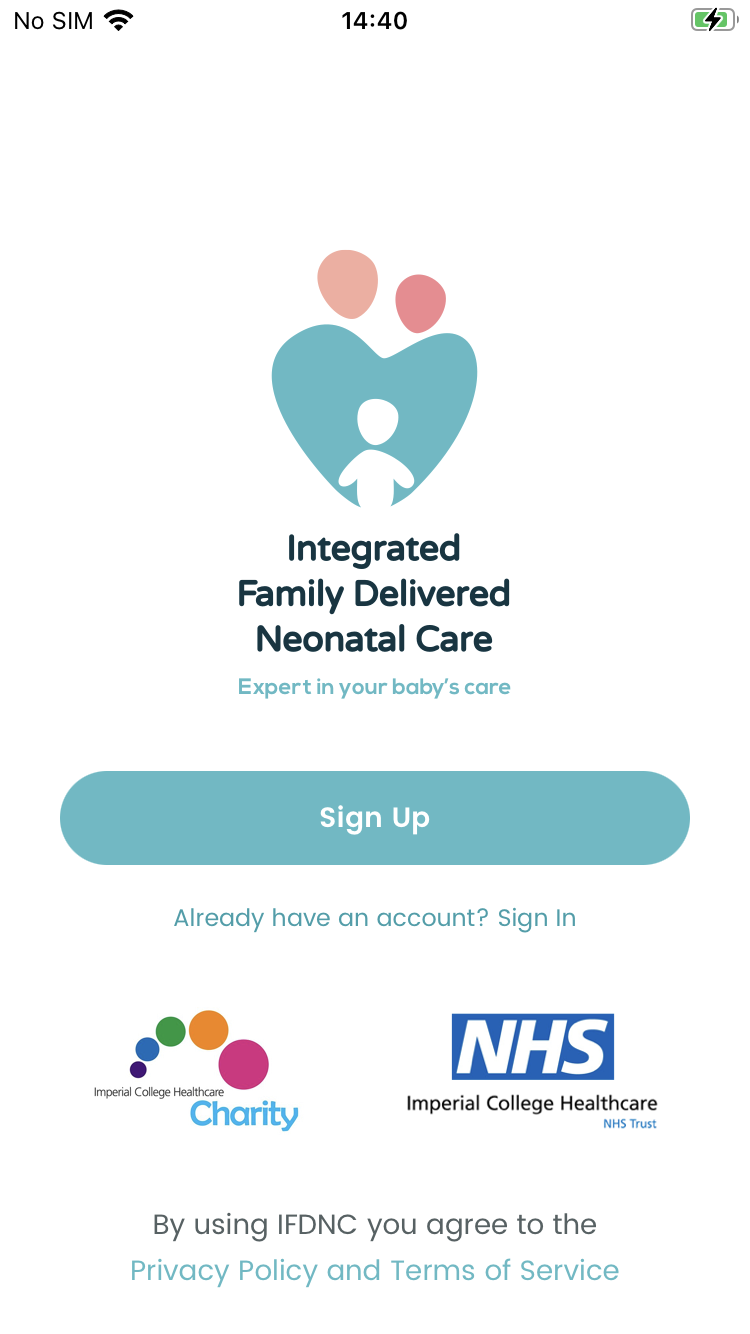 No SIM 14:40
Integrated
Family Delivered
Neonatal Care
Expert in your baby's care
Sign Up
Already have an account? Sign In
Imperial College Healthcare
Charity
NHS
Imperial College Healthcare
NHS Trust
By using IFDNC you agree to the
Privacy Policy and Terms of Service